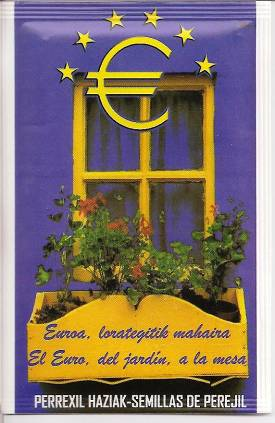 €
Euroa, lorategitik mahaira
El Euro, del jardín, a la mesa
PERREXIL HAZIAK-SEMILLAS DE PEREJIL